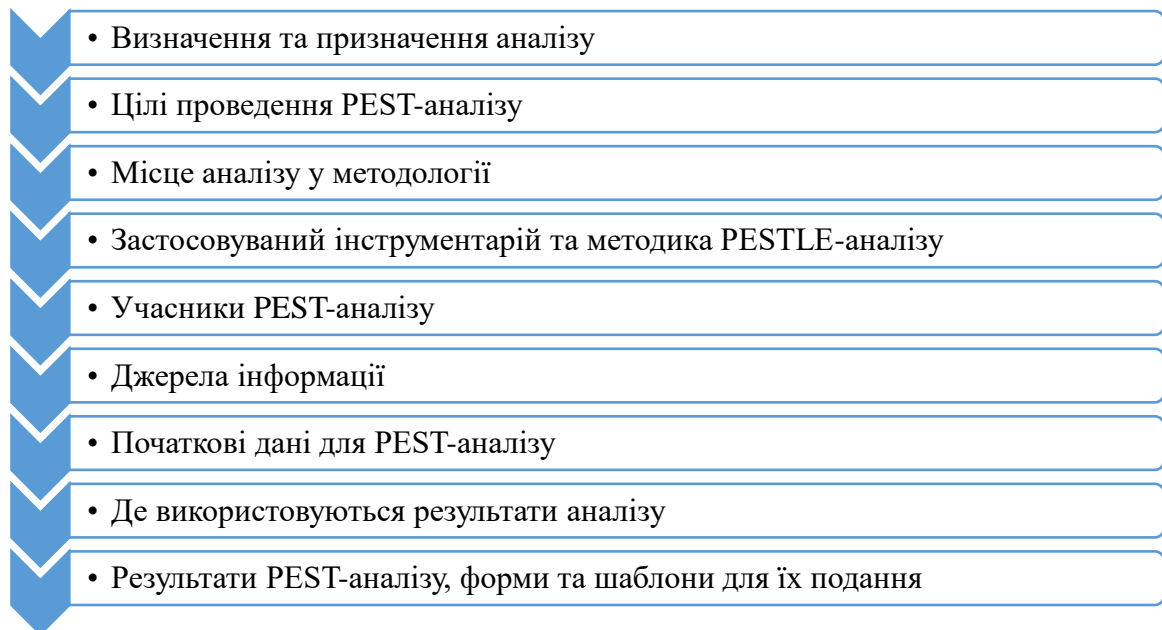 • Визначення та призначення аналізу
• Цілі проведення PEST-аналізу
• Місце аналізу у методології
• Застосовуваний інструментарій та методика PESTLE-аналізу
• Учасники PEST-аналізу
• Джерела інформації
• Початкові дані для PEST-аналізу
• Де використовуються результати аналізу
• Результати PEST-аналізу, форми та шаблони для їх подання